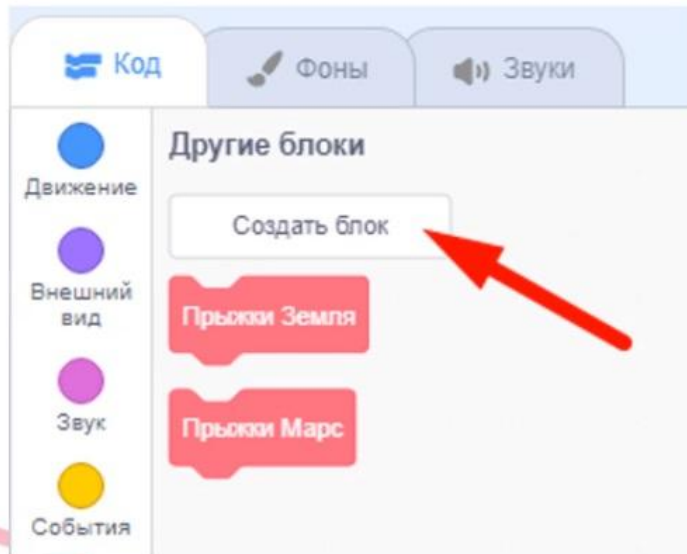 Код
Фоны
Звуки
Движение
Внешний
вид
Звук
События
Другие блоки
Создать блок
Прыжки Земля
Прыжки Марс